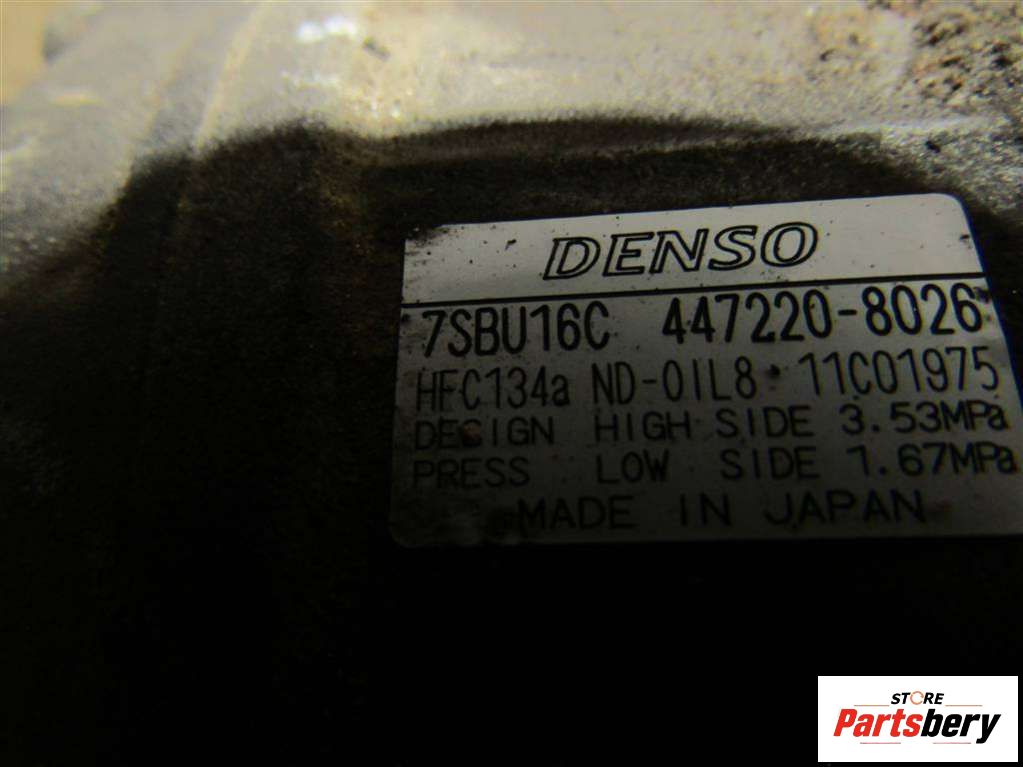 DENSO
7SBU16C 447220-8026
HFC134a ND-OIL8 11C01975
DESIGN HIGH SIDE 3.53MPa
PRESS LOW SIDE 1.67MPa
MADE IN JAPAN
STORE
Partsbery